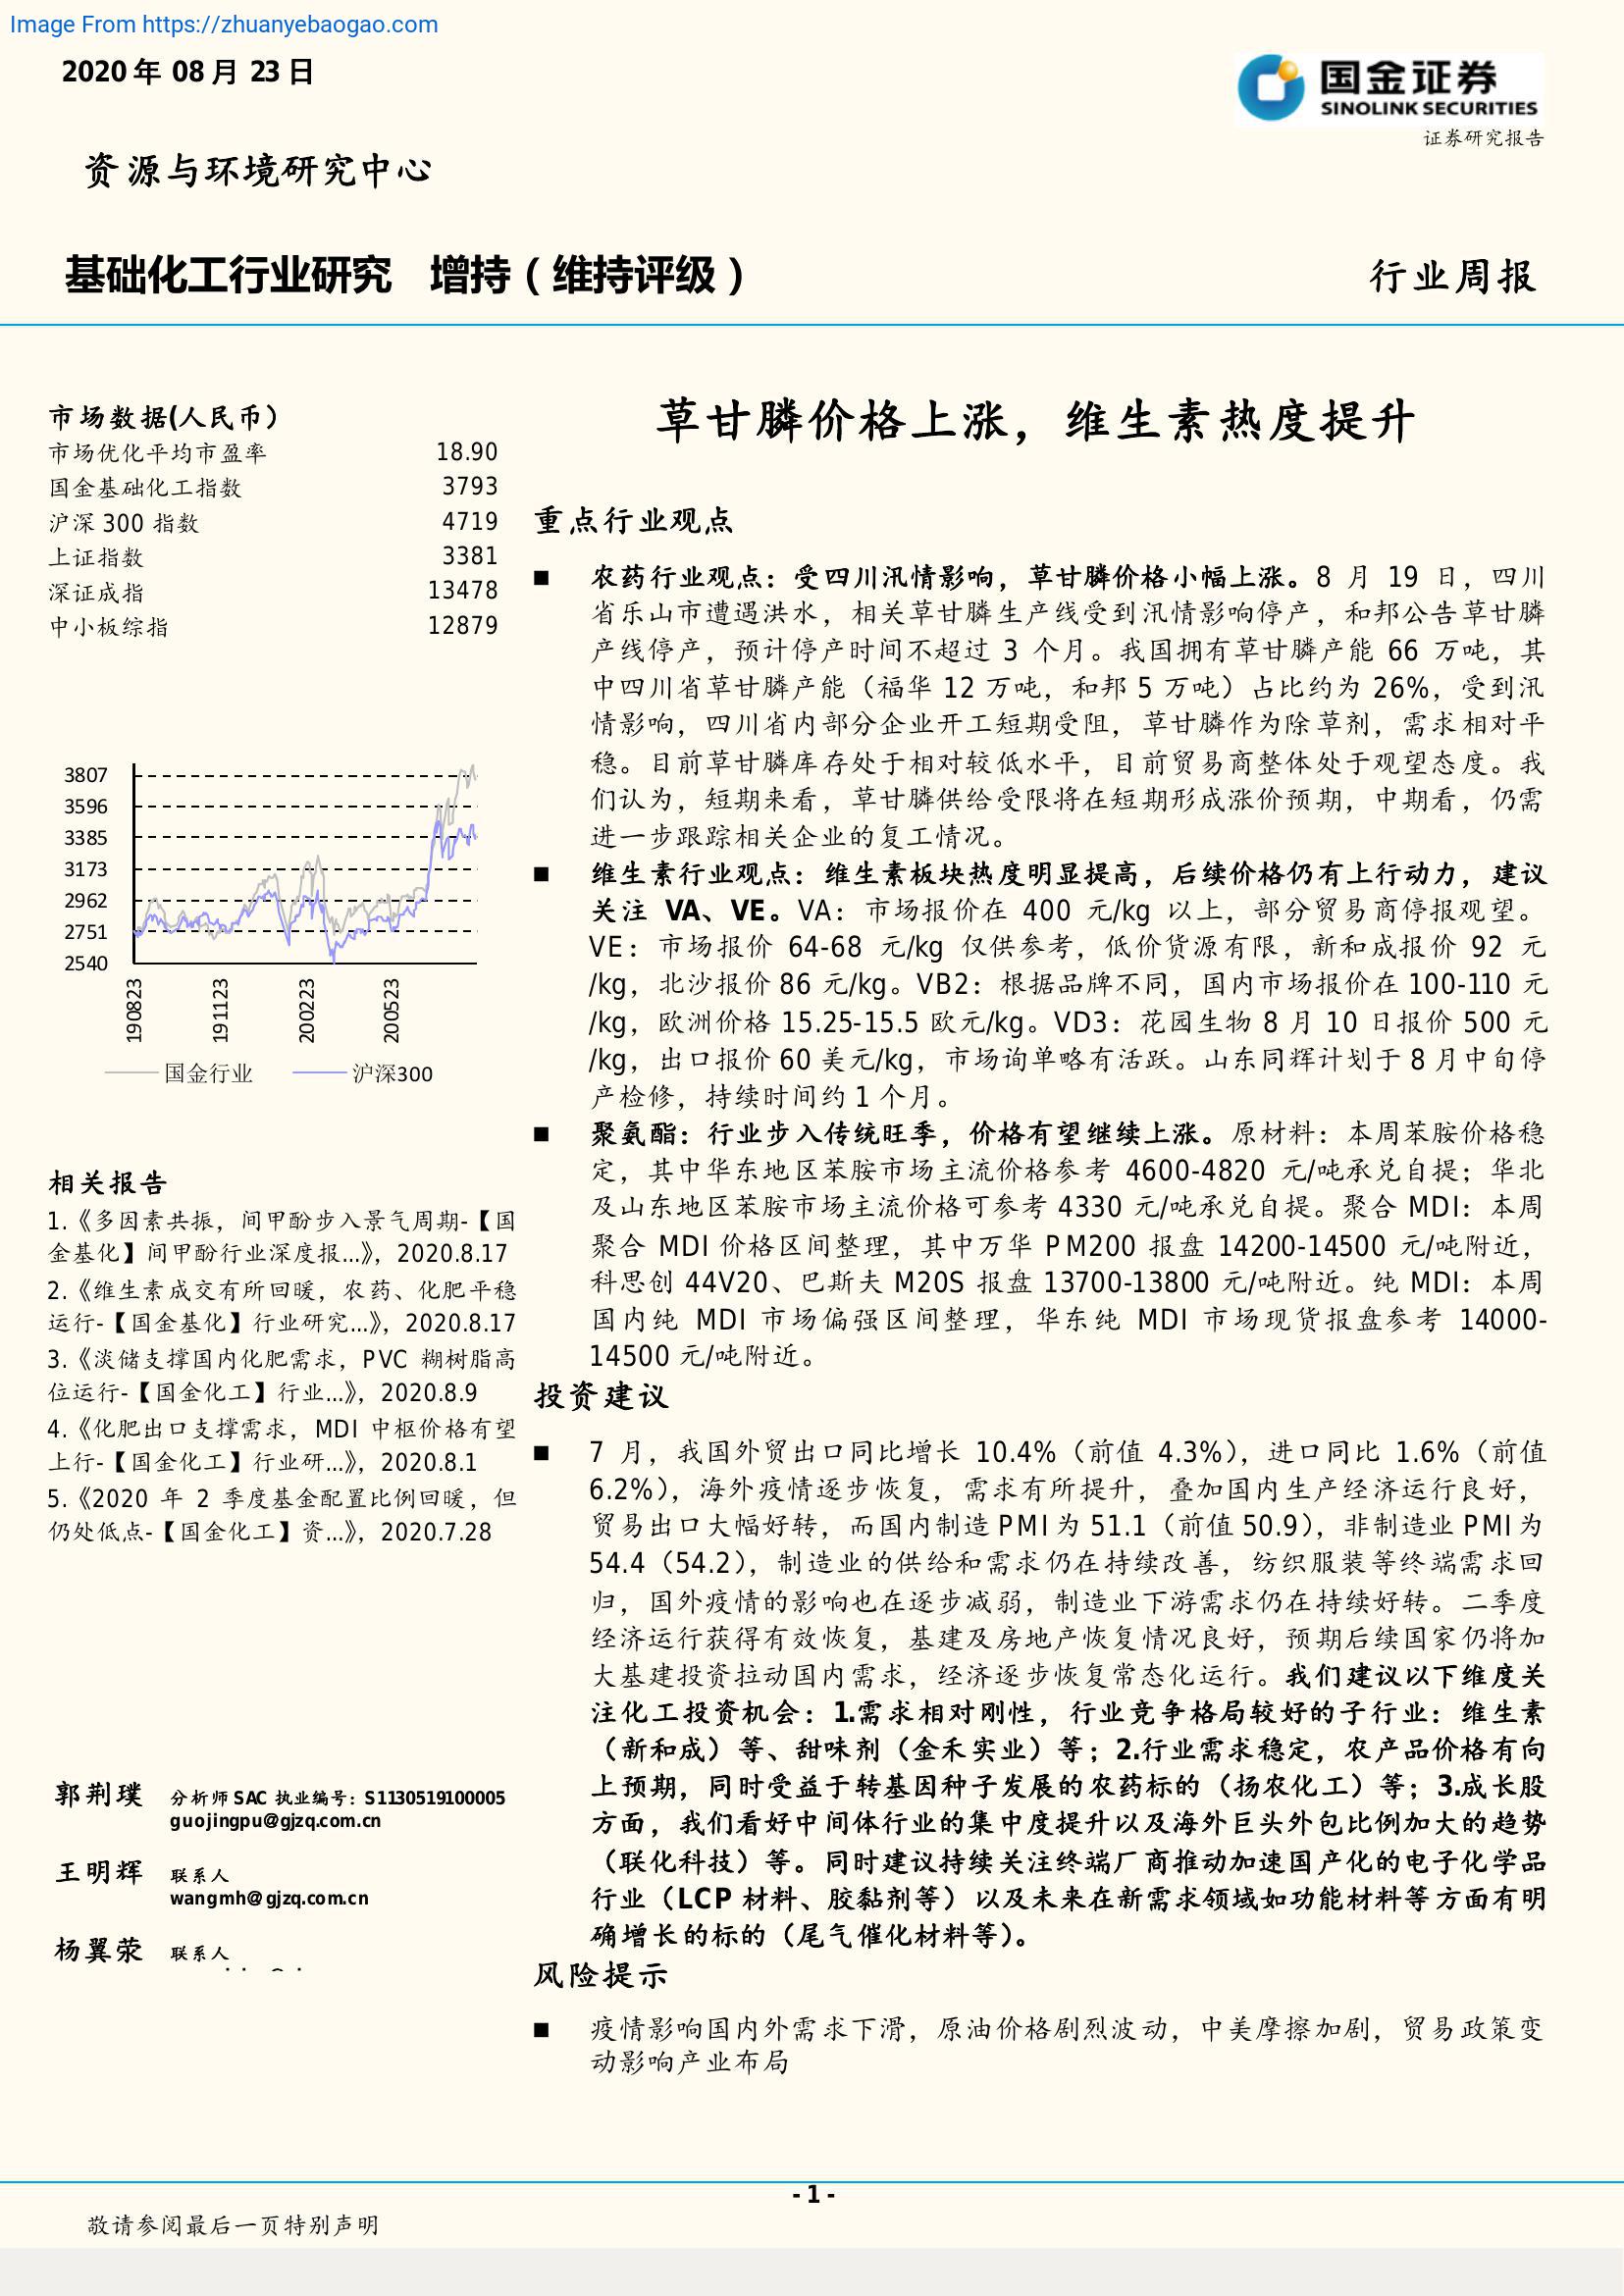 Image From https://zhuanyebaogao.com
2020 年 08 月 23 日
国金证券
SINOLINK SECURITIES
证券研究报告
资源与环境研究中心
基础化工行业研究 增持（维持评级）
行业周报
市场数据(人民币）
市场优化平均市盈率 18.90
国金基础化工指数 3793
沪深 300 指数 4719
上证指数 3381
深证成指 13478
中小板综指 12879
3807
3596
3385
3173
2962
2751
2540
190823
191123
200223
200523
国金行业 沪深300
相关报告
1.《多因素共振，间甲酚步入景气周期-【国
金基化】间甲酚行业深度报...》，2020.8.17
2.《维生素成交有所回暖，农药、化肥平稳
运行-【国金基化】行业研究...》，2020.8.17
3.《淡储支撑国内化肥需求，PVC 糊树脂高
位运行-【国金化工】行业...》，2020.8.9
4.《化肥出口支撑需求，MDI 中枢价格有望
上行-【国金化工】行业研...》，2020.8.1
5.《2020 年 2 季度基金配置比例回暖，但
仍处低点-【国金化工】资...》，2020.7.28
郭荆璞 分析师 SAC 执业编号：S1130519100005
guojingpu@gjzq.com.cn
王明辉 联系人
wangmh@gjzq.com.cn
杨翼荥 联系人
草甘膦价格上涨，维生素热度提升
重点行业观点
■ 农药行业观点：受四川汛情影响，草甘膦价格小幅上涨。8 月 19 日，四川
省乐山市遭遇洪水，相关草甘膦生产线受到汛情影响停产，和邦公告草甘膦
产线停产，预计停产时间不超过 3 个月。我国拥有草甘膦产能 66 万吨，其
中四川省草甘膦产能（福华 12 万吨，和邦 5 万吨）占比约为 26%，受到汛
情影响，四川省内部分企业开工短期受阻，草甘膦作为除草剂，需求相对平
稳。目前草甘膦库存处于相对较低水平，目前贸易商整体处于观望态度。我
们认为，短期来看，草甘膦供给受限将在短期形成涨价预期，中期看，仍需
进一步跟踪相关企业的复工情况。
■ 维生素行业观点：维生素板块热度明显提高，后续价格仍有上行动力，建议
关注 VA、VE。VA：市场报价在 400 元/kg 以上，部分贸易商停报观望。
VE：市场报价 64-68 元/kg 仅供参考，低价货源有限，新和成报价 92 元
/kg，北沙报价 86 元/kg。VB2：根据品牌不同，国内市场报价在 100-110 元
/kg，欧洲价格 15.25-15.5 欧元/kg。VD3：花园生物 8 月 10 日报价 500 元
/kg，出口报价 60 美元/kg，市场询单略有活跃。山东同辉计划于 8 月中旬停
产检修，持续时间约 1 个月。
■ 聚氨酯：行业步入传统旺季，价格有望继续上涨。原材料：本周苯胺价格稳
定，其中华东地区苯胺市场主流价格参考 4600-4820 元/吨承兑自提；华北
及山东地区苯胺市场主流价格可参考 4330 元/吨承兑自提。聚合 MDI：本周
聚合 MDI 价格区间整理，其中万华 PM200 报盘 14200-14500 元/吨附近，
科思创 44V20、巴斯夫 M20S 报盘 13700-13800 元/吨附近。纯 MDI：本周
国内纯 MDI 市场偏强区间整理，华东纯 MDI 市场现货报盘参考 14000-
14500 元/吨附近。
投资建议
■ 7 月，我国外贸出口同比增长 10.4%（前值 4.3%），进口同比 1.6%（前值
6.2%），海外疫情逐步恢复，需求有所提升，叠加国内生产经济运行良好，
贸易出口大幅好转，而国内制造 PMI 为 51.1（前值 50.9），非制造业 PMI 为
54.4（54.2），制造业的供给和需求仍在持续改善，纺织服装等终端需求回
归，国外疫情的影响也在逐步减弱，制造业下游需求仍在持续好转。二季度
经济运行获得有效恢复，基建及房地产恢复情况良好，预期后续国家仍将加
大基建投资拉动国内需求，经济逐步恢复常态化运行。我们建议以下维度关
注化工投资机会：1.需求相对刚性，行业竞争格局较好的子行业：维生素
（新和成）等、甜味剂（金禾实业）等；2.行业需求稳定，农产品价格有向
上预期，同时受益于转基因种子发展的农药标的（扬农化工）等；3.成长股
方面，我们看好中间体行业的集中度提升以及海外巨头外包比例加大的趋势
（联化科技）等。同时建议持续关注终端厂商推动加速国产化的电子化学品
行业（LCP 材料、胶黏剂等）以及未来在新需求领域如功能材料等方面有明
确增长的标的（尾气催化材料等）。
风险提示
■ 疫情影响国内外需求下滑，原油价格剧烈波动，中美摩擦加剧，贸易政策变
动影响产业布局
- 1 -
敬请参阅最后一页特别声明